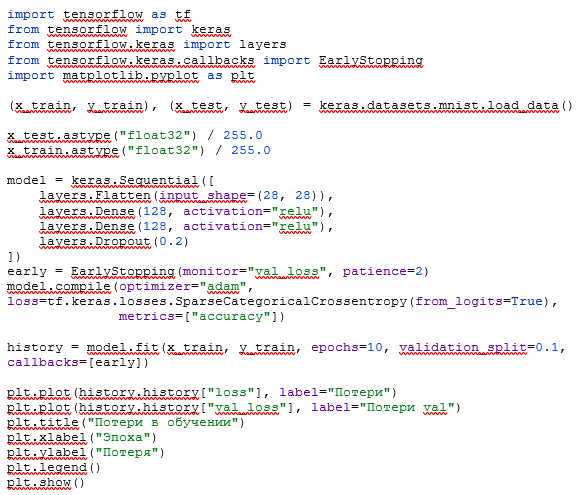 import tensorflow as tf
from tensorflow import keras
from tensorflow.keras import layers
from tensorflow.keras.callbacks import EarlyStopping
import matplotlib.pyplot as plt

(x_train, y_train), (x_test, y_test) = keras.datasets.mnist.load_data()

x_test.astype("float32") / 255.0
x_train.astype("float32") / 255.0

model = keras.Sequential([
    layers.Flatten(input_shape=(28, 28)),
    layers.Dense(128, activation="relu"),
    layers.Dense(128, activation="relu"),
    layers.Dropout(0.2)
])
early = EarlyStopping(monitor="val_loss", patience=2)
model.compile(optimizer="adam",
loss=tf.keras.losses.SparseCategoricalCrossentropy(from_logits=True),
              metrics=["accuracy"])

history = model.fit(x_train, y_train, epochs=10, validation_split=0.1,
callbacks=[early])

plt.plot(history.history["loss"], label="Потери")
plt.plot(history.history["val_loss"], label="Потери val")
plt.title("Потери в обучении")
plt.xlabel("Эпоха")
plt.ylabel("Потеря")
plt.legend()
plt.show()